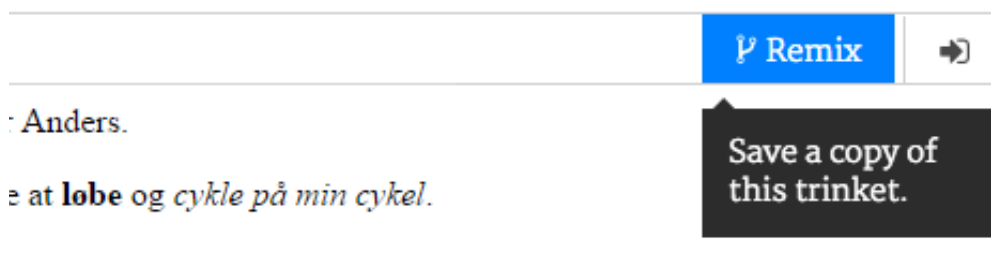 Remix
Anders.
Save a copy of
this trinket.
at løbe og cykle på min cykel.